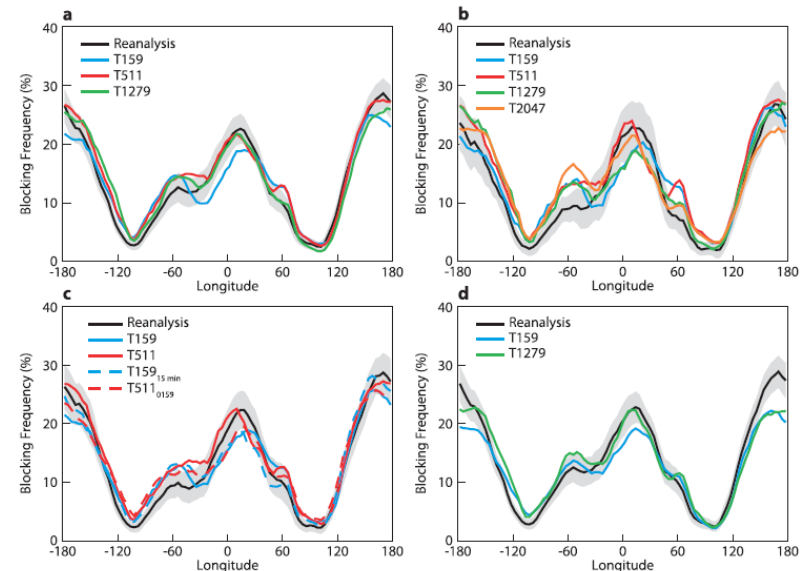 a
40
30
20
10
0
Blocking Frequency (%)
Reanalysis
T159
T511
T1279
-180 -120 -60 0 60 120 180
Longitude
b
40
30
20
10
0
Blocking Frequency (%)
Reanalysis
T159
T511
T1279
T2047
-180 -120 -60 0 60 120 180
Longitude
c
40
30
20
10
0
Blocking Frequency (%)
Reanalysis
T159
T511
T159 15 min
T511 0159
-180 -120 -60 0 60 120 180
Longitude
d
40
30
20
10
0
Blocking Frequency (%)
Reanalysis
T159
T1279
-180 -120 -60 0 60 120 180
Longitude